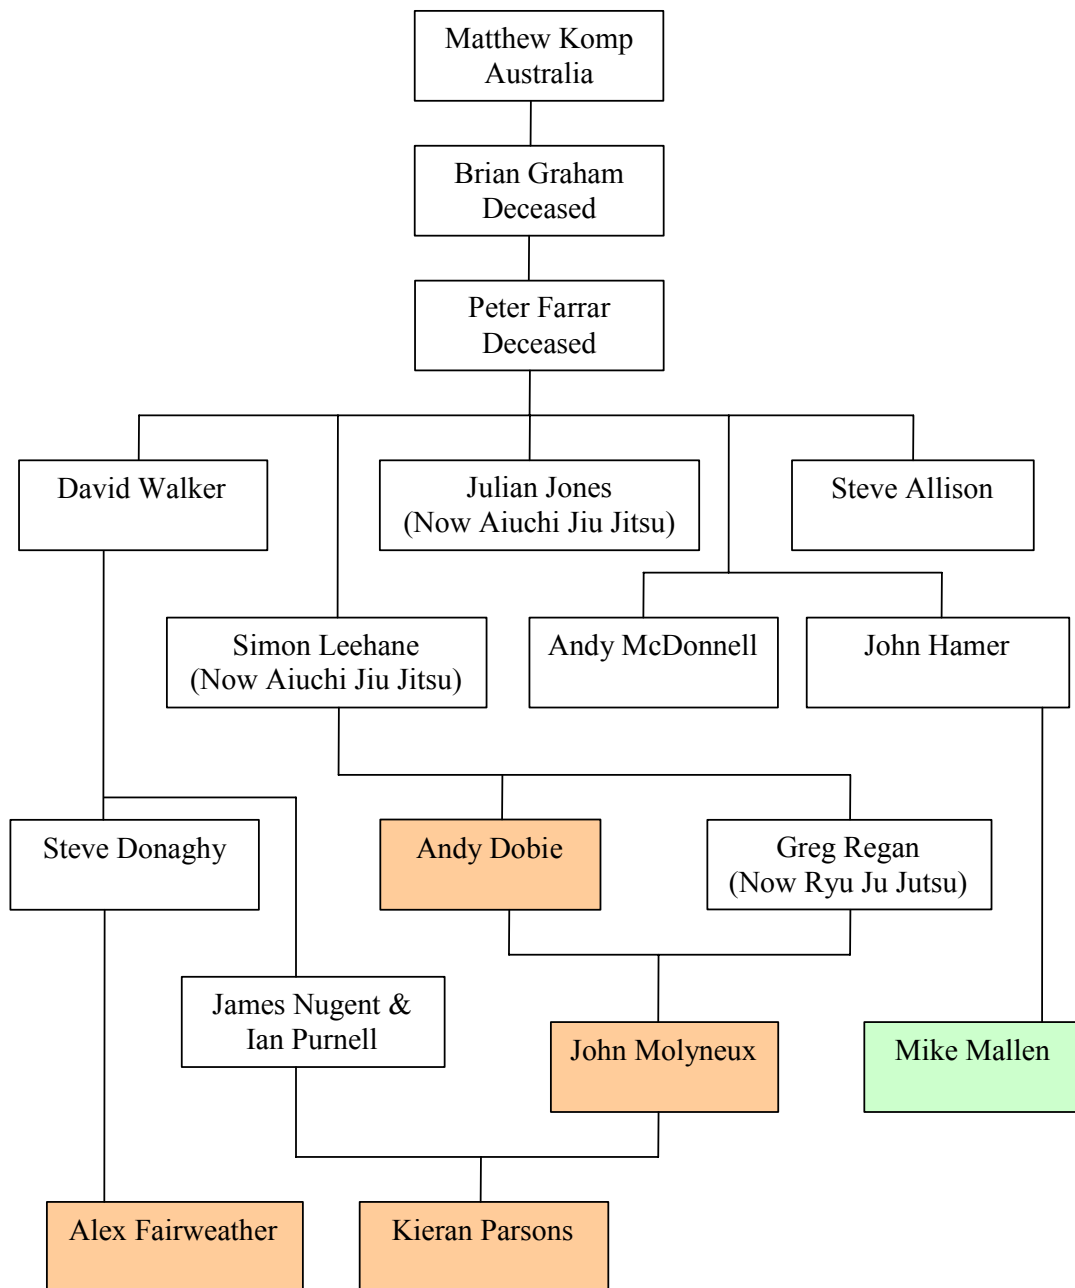 Matthew Komp
Australia
Brian Graham
Deceased
Peter Farrar
Deceased
David Walker
Julian Jones
(Now Aiuchi Jiu Jitsu)
Steve Allison
Simon Leehane
(Now Aiuchi Jiu Jitsu)
Andy McDonnell
John Hamer
Steve Donaghy
Andy Dobie
Greg Regan
(Now Ryu Ju Jutsu)
James Nugent &
Ian Purnell
John Molyneux
Mike Mallen
Alex Fairweather
Kieran Parsons